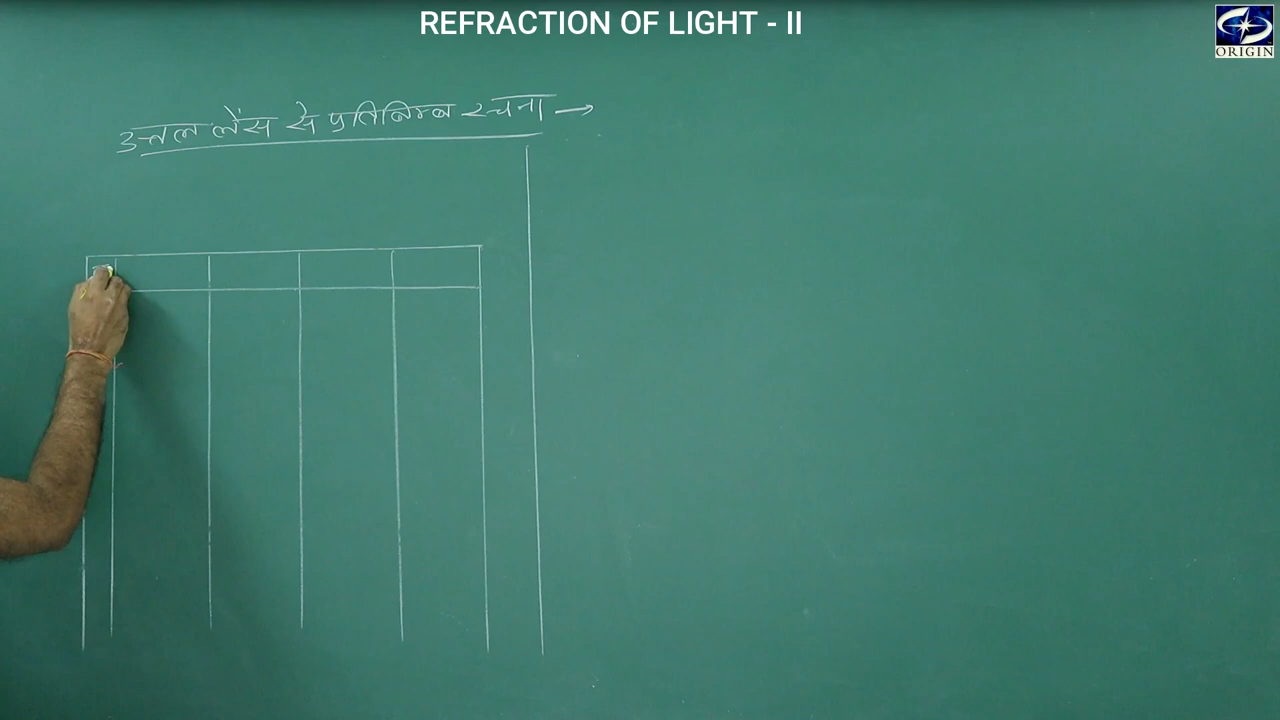 REFRACTION OF LIGHT - II
ORIGIN
उत्तल लेंस से प्रतिबिम्ब रचना →